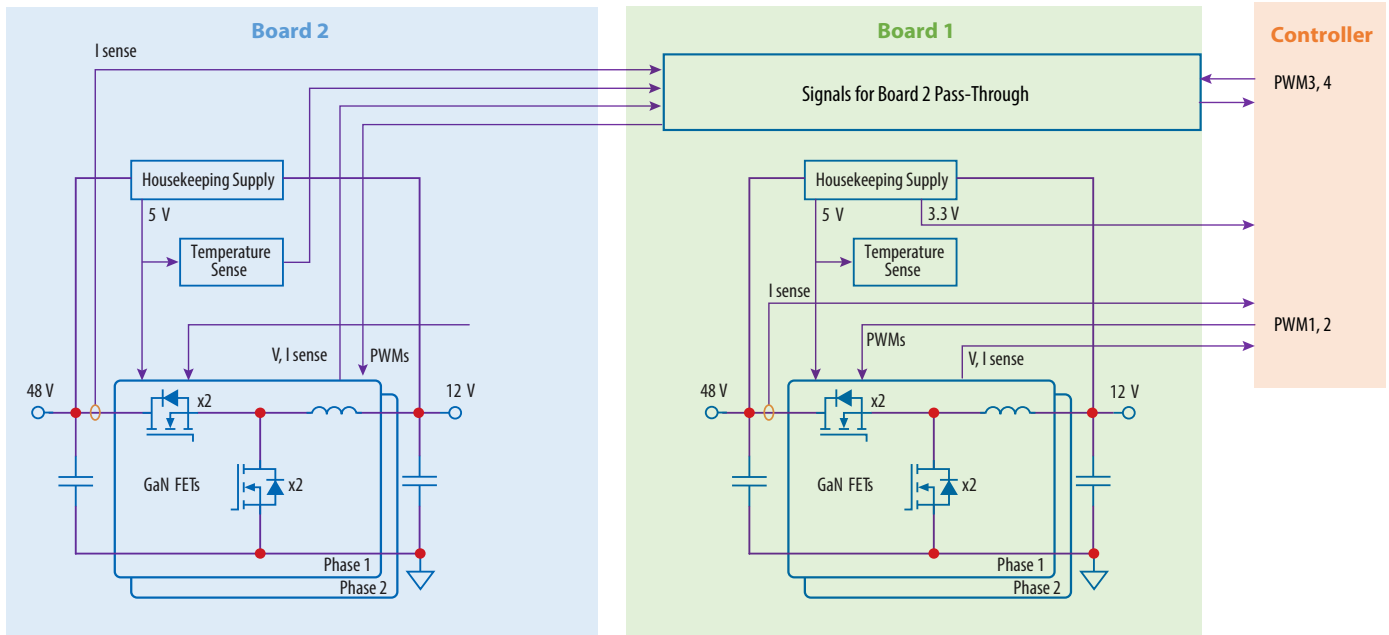 Board 2
I sense
Housekeeping Supply
5 V
Temperature
Sense
V, I sense
PWMs
48 V
12 V
x2
GaN FETs
x2
Phase 1
Phase 2
Board 1
Signals for Board 2 Pass-Through
Housekeeping Supply
5 V
3.3 V
Temperature
Sense
I sense
PWMs
V, I sense
48 V
12 V
x2
GaN FETs
x2
Phase 1
Phase 2
Controller
PWM3, 4
PWM1, 2